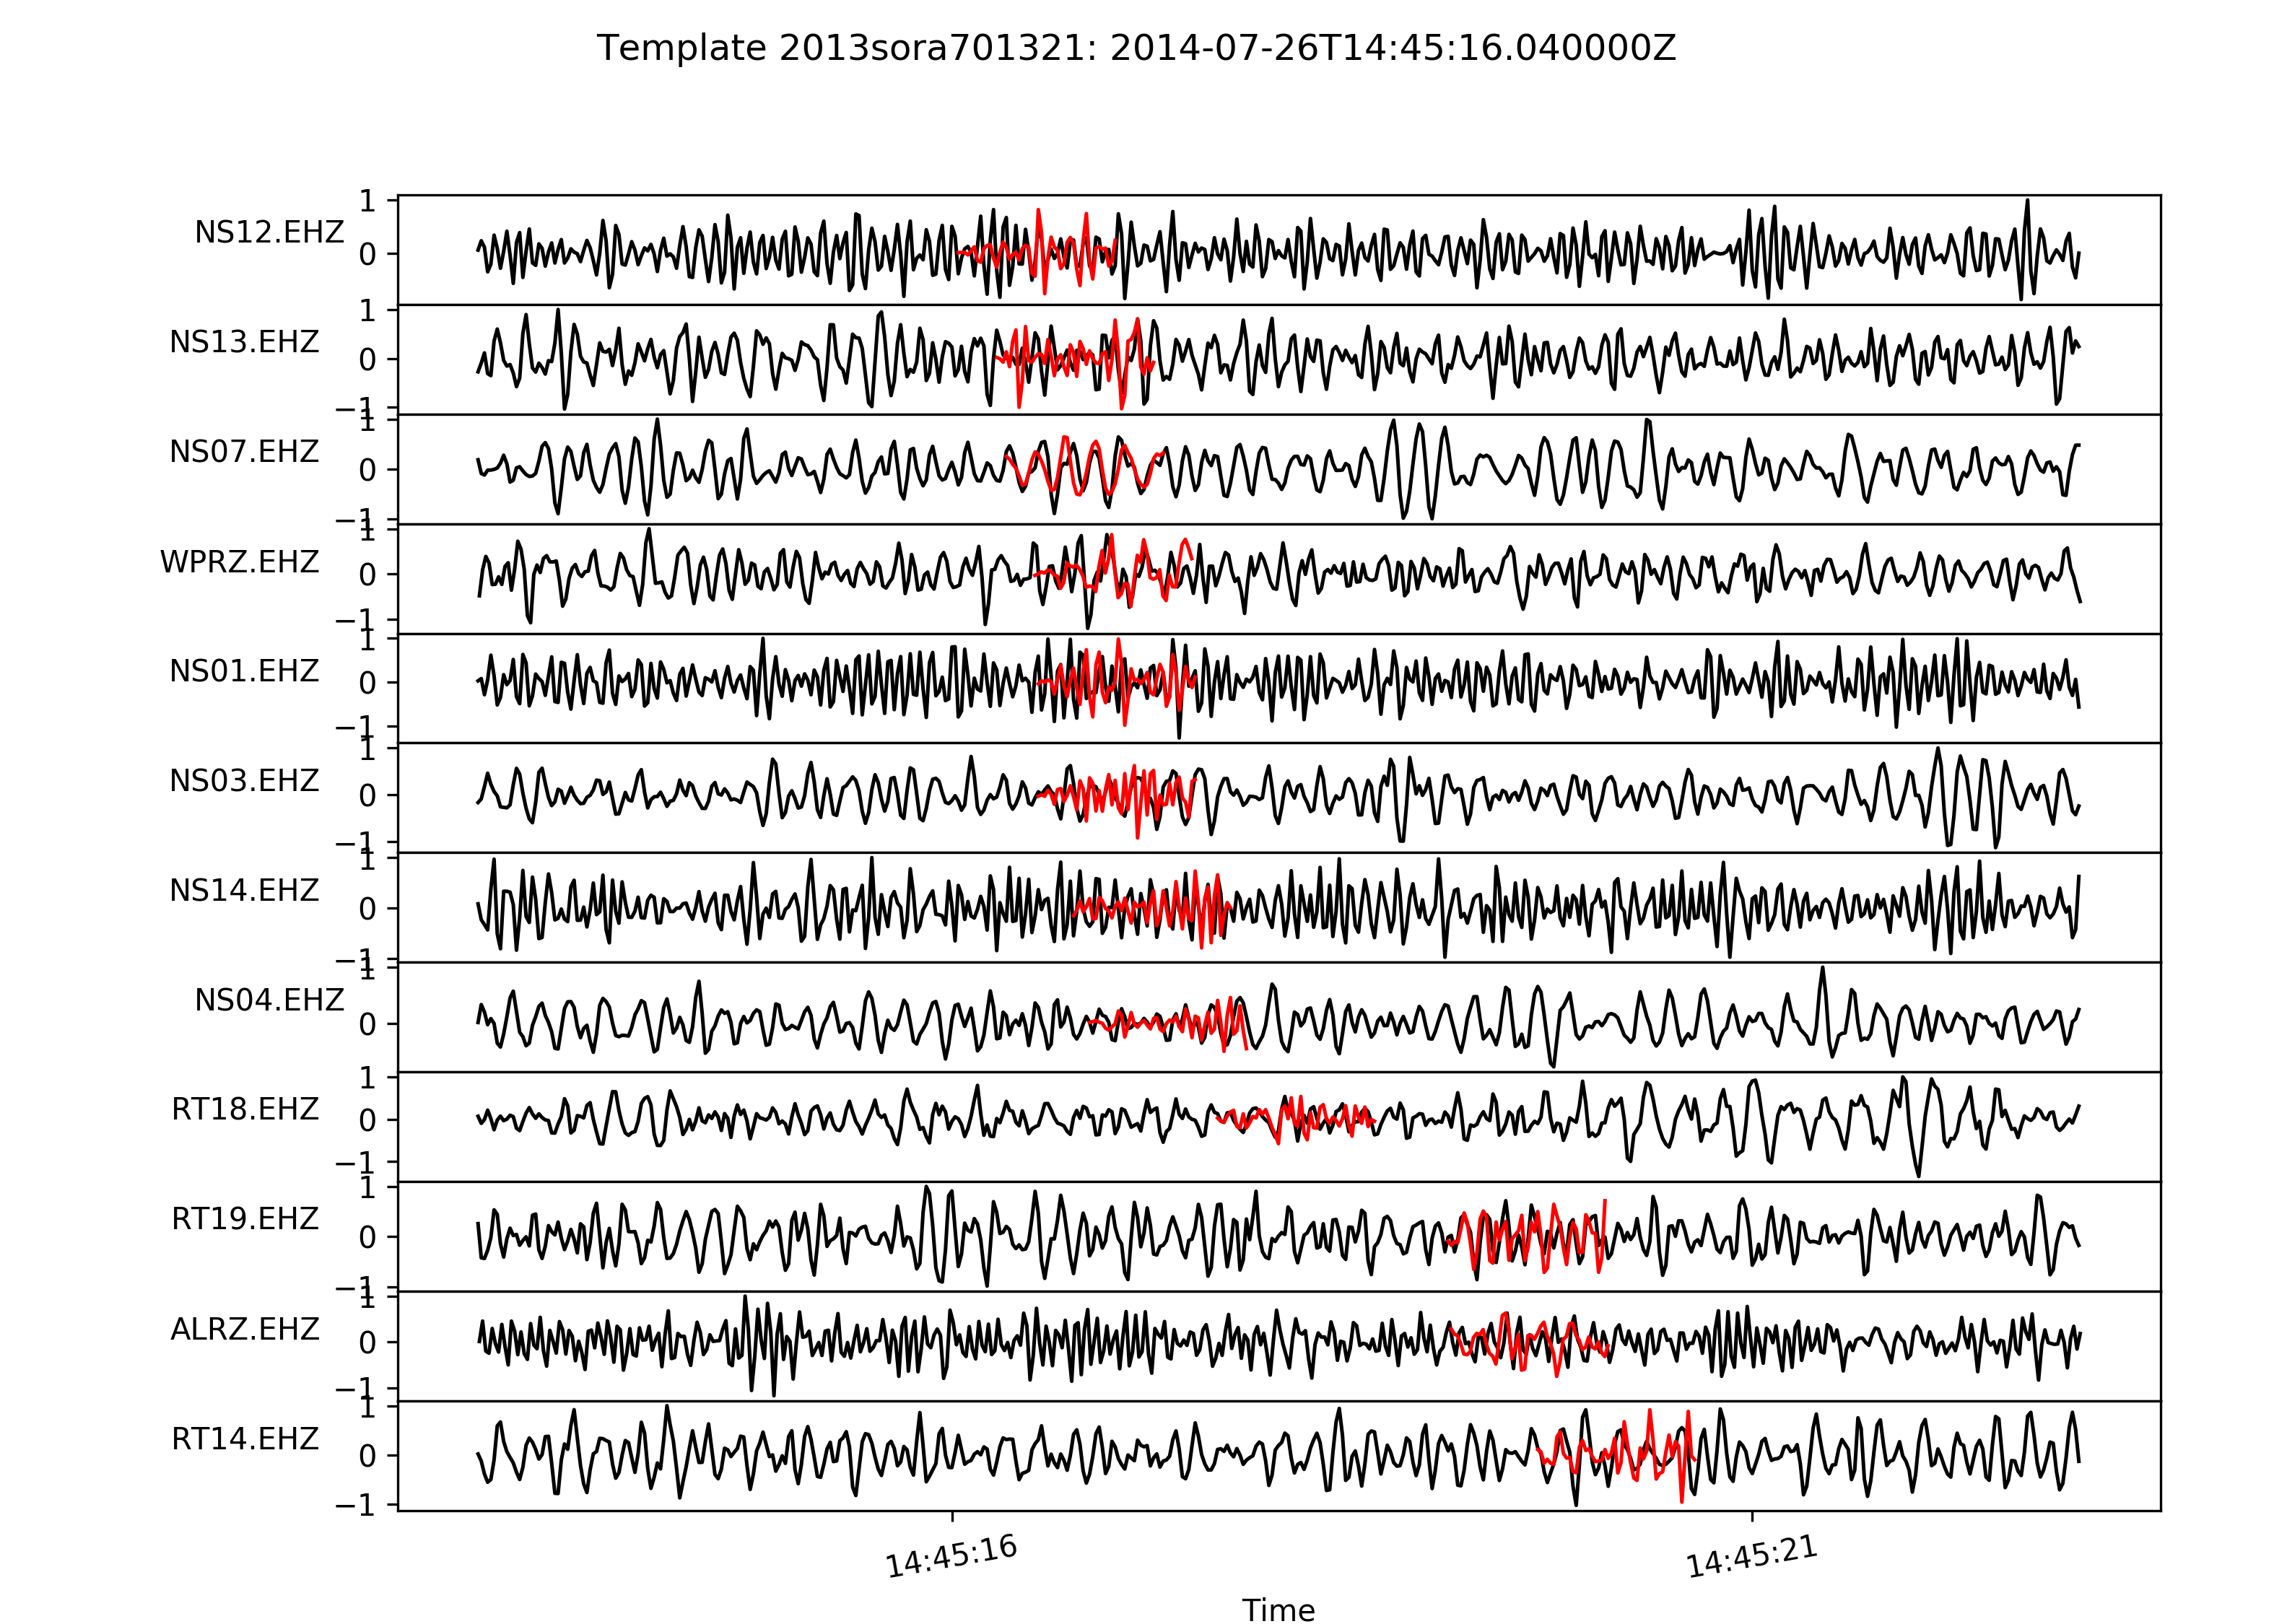 Template 2013sora701321: 2014-07-26T14:45:16.040000Z
NS12.EHZ
1
0
NS13.EHZ
1
0
−1
NS07.EHZ
1
0
−1
WPRZ.EHZ
1
0
−1
NS01.EHZ
1
0
−1
NS03.EHZ
1
0
−1
NS14.EHZ
1
0
−1
NS04.EHZ
1
0
RT18.EHZ
1
0
−1
RT19.EHZ
1
0
−1
ALRZ.EHZ
1
0
−1
RT14.EHZ
1
0
−1
14:45:16 14:45:21
Time